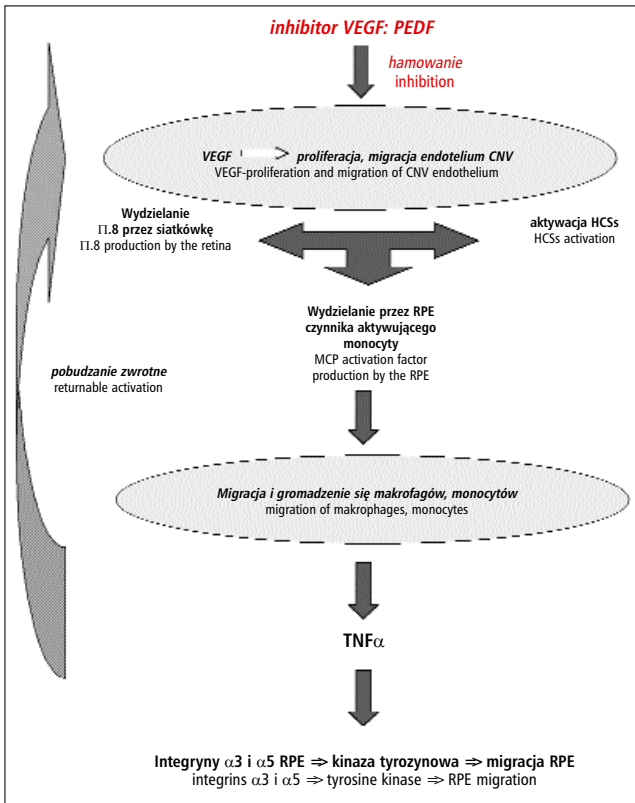 inhibitor VEGF: PEDF
hamowanie
inhibition
VEGF proliferacja, migracja endotelium CNV
VEGF-proliferation and migration of CNV endothelium
Wydzielanie
Π.8 przez siatkówkę
Π.8 production by the retina
aktywacja HCSs
HCSs activation
Wydzielanie przez RPE
czynnika aktywującego
monocyty
MCP activation factor
production by the RPE
pobudzanie zwrotne
returnable activation
Migracja i gromadzenie się makrofagów, monocytów
migration of makrophages, monocytes
TNFα
Integryny α3 i α5 RPE ⇒ kinaza tyrozynowa ⇒ migracja RPE
integrins α3 i α5 ⇒ tyrosine kinase ⇒ RPE migration